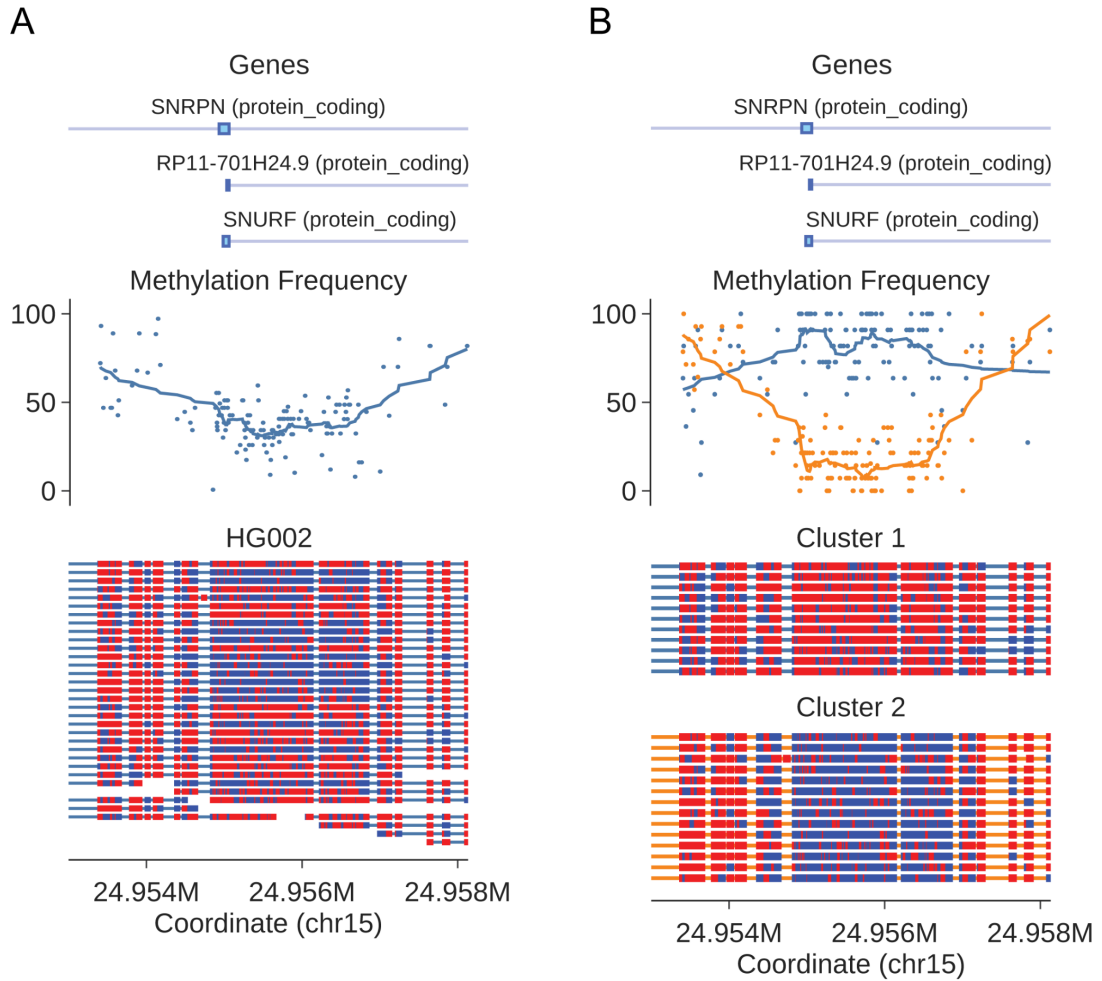 A
Genes
SNRPN (protein_coding)
RP11-701H24.9 (protein_coding)
SNURF (protein_coding)
Methylation Frequency
100
50
0
HG002
24.954M 24.956M 24.958M
Coordinate (chr15)
B
Genes
SNRPN (protein_coding)
RP11-701H24.9 (protein_coding)
SNURF (protein_coding)
Methylation Frequency
100
50
0
Cluster 1
Cluster 2
24.954M 24.956M 24.958M
Coordinate (chr15)